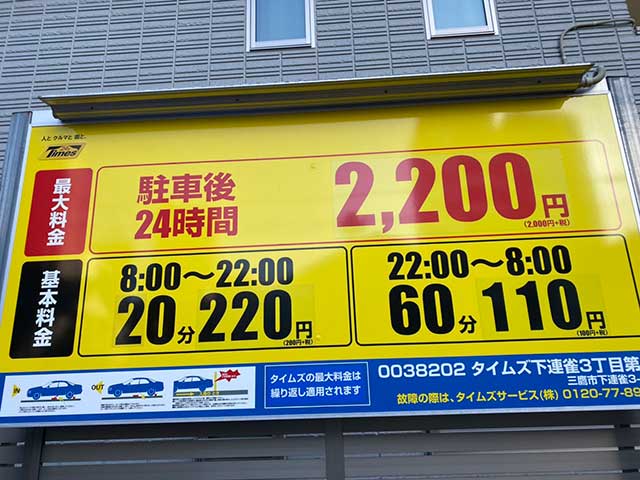 人と クルマと 街と。
Times
最大料金
駐車後
24時間
2,200円
(2,000円+税)
基本料金
8:00～22:00
20分 220円
(200円+税)
22:00～8:00
60分 110円
(100円+税)
IN
OUT
タイムズの最大料金は
繰り返し適用されます
0038202 タイムズ下連雀3丁目第
三鷹市下連雀3-
故障の際は、タイムズサービス(株) 0120-77-89